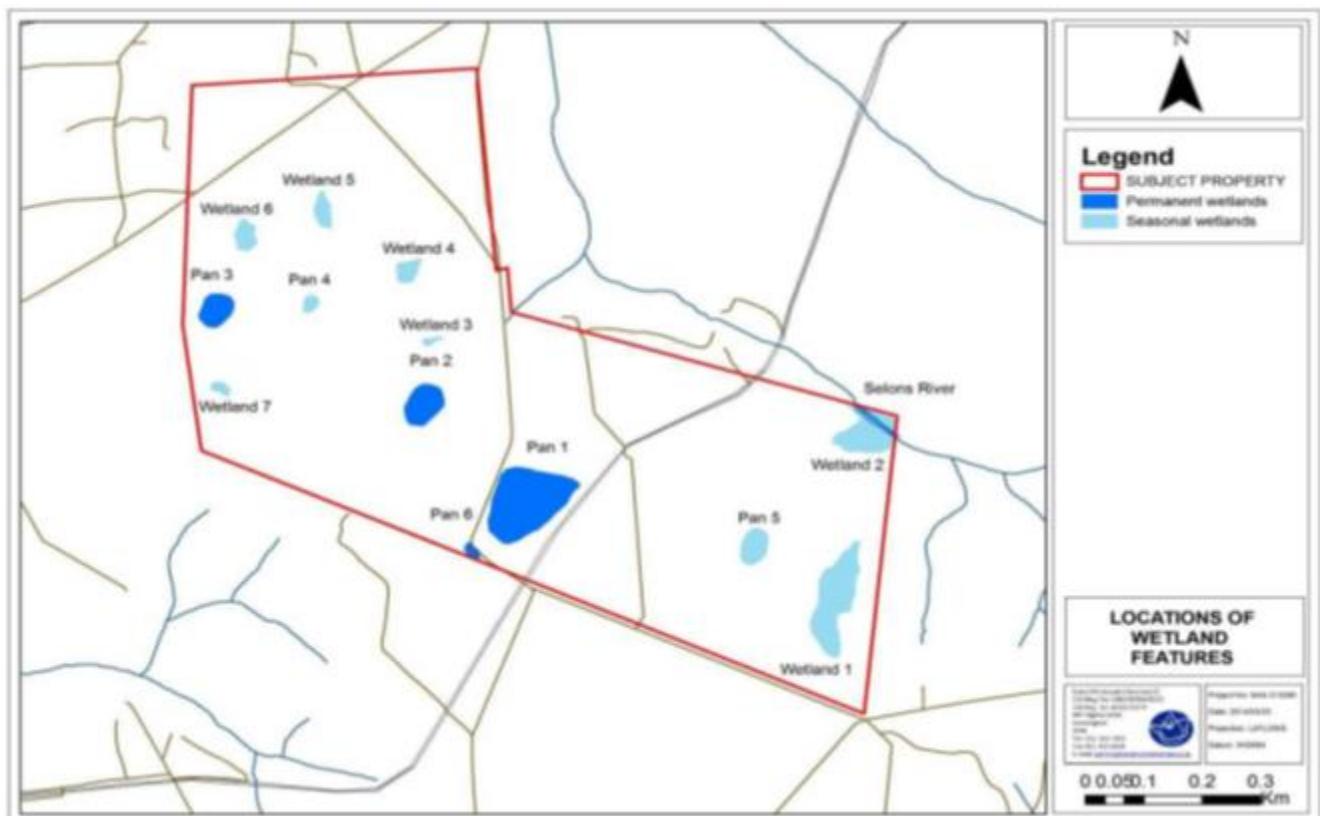 N
Legend
SUBJECT PROPERTY
Permanent wetlands
Seasonal wetlands
Wetland 5
Wetland 6
Wetland 4
Pan 3
Pan 4
Wetland 3
Pan 2
Wetland 7
Selons River
Pan 1
Wetland 2
Pan 6
Pan 5
Wetland 1
LOCATIONS OF
WETLAND
FEATURES
0 0.050.1 0.2 0.3
Km